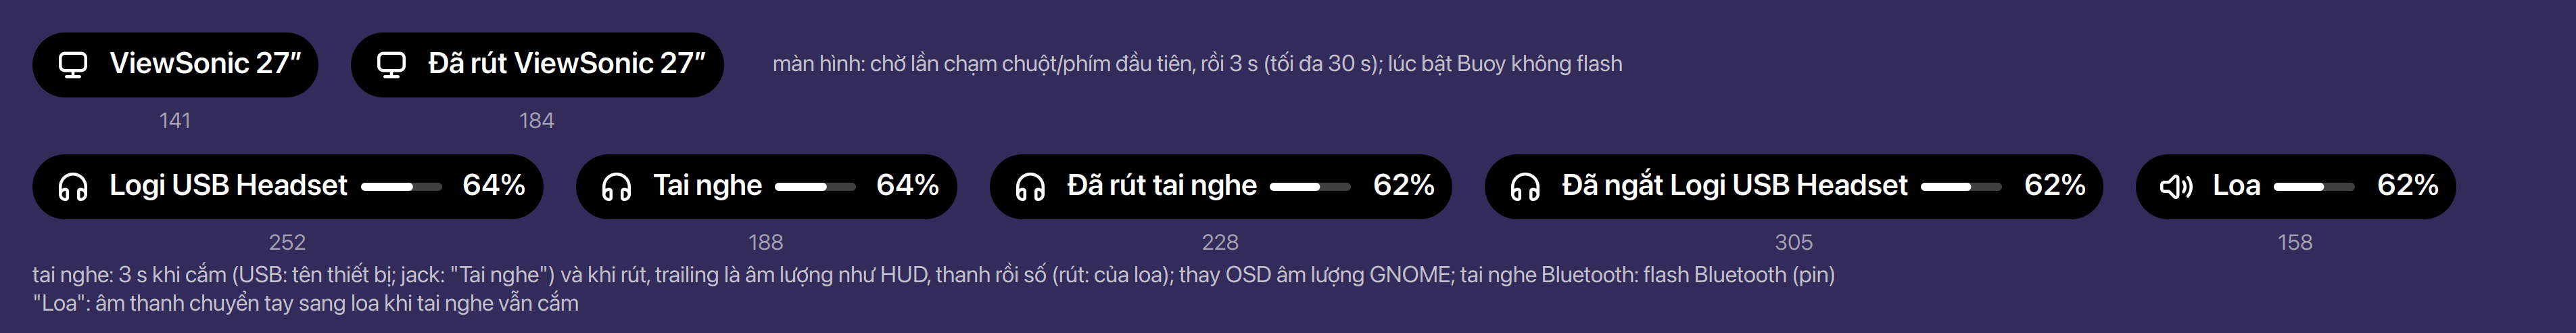 ViewSonic 27” Đã rút ViewSonic 27” màn hình: chờ lần chạm chuột/phím đầu tiên, rồi 3 s (tối đa 30 s); lúc bật Buoy không flash
141 184
Logi USB Headset 64% Tai nghe 64% Đã rút tai nghe 62% Đã ngắt Logi USB Headset 62% Loa 62%
252 188 228 305 158
tai nghe: 3 s khi cắm (USB: tên thiết bị; jack: "Tai nghe") và khi rút, trailing là âm lượng như HUD, thanh rồi số (rút: của loa); thay OSD âm lượng GNOME; tai nghe Bluetooth: flash Bluetooth (pin)
"Loa": âm thanh chuyển tay sang loa khi tai nghe vẫn cắm